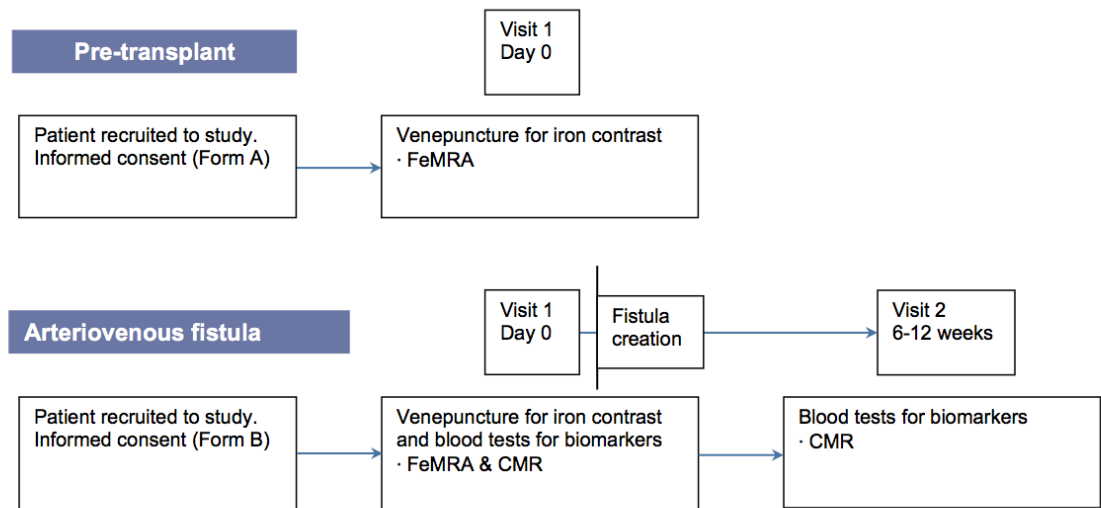 Visit 1
Day 0
Pre-transplant
Patient recruited to study.
Informed consent (Form A)
Venepuncture for iron contrast
· FeMRA
Visit 1
Day 0
Fistula
creation
Visit 2
6-12 weeks
Arteriovenous fistula
Patient recruited to study.
Informed consent (Form B)
Venepuncture for iron contrast
and blood tests for biomarkers
· FeMRA & CMR
Blood tests for biomarkers
· CMR